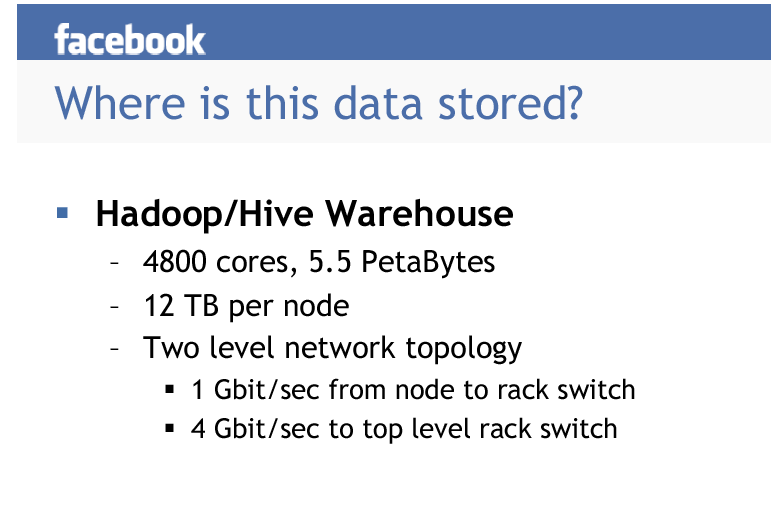 facebook
Where is this data stored?
▪ Hadoop/Hive Warehouse
– 4800 cores, 5.5 PetaBytes
– 12 TB per node
– Two level network topology
▪ 1 Gbit/sec from node to rack switch
▪ 4 Gbit/sec to top level rack switch